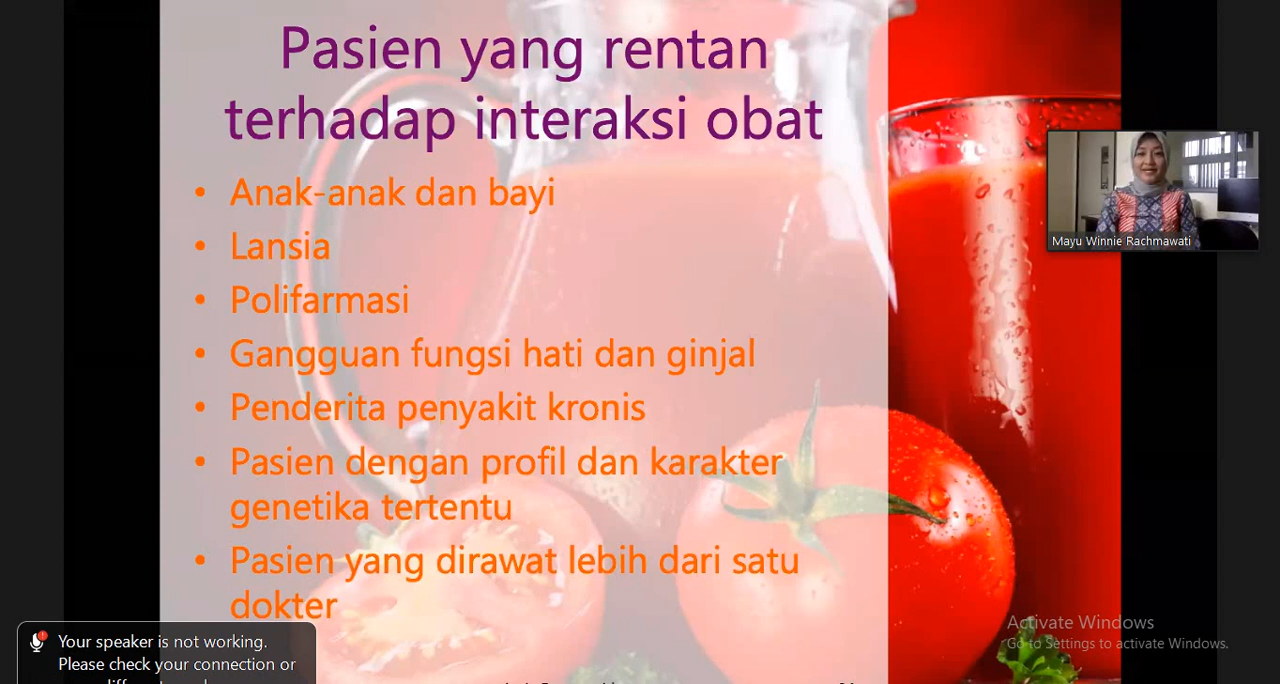 Pasien yang rentan
terhadap interaksi obat
• Anak-anak dan bayi
• Lansia
• Polifarmasi
• Gangguan fungsi hati dan ginjal
• Penderita penyakit kronis
• Pasien dengan profil dan karakter
genetika tertentu
• Pasien yang dirawat lebih dari satu
dokter
Mayu Winnie Rachmawati
Your speaker is not working.
Please check your connection or
Activate Windows
Go to Settings to activate Windows.